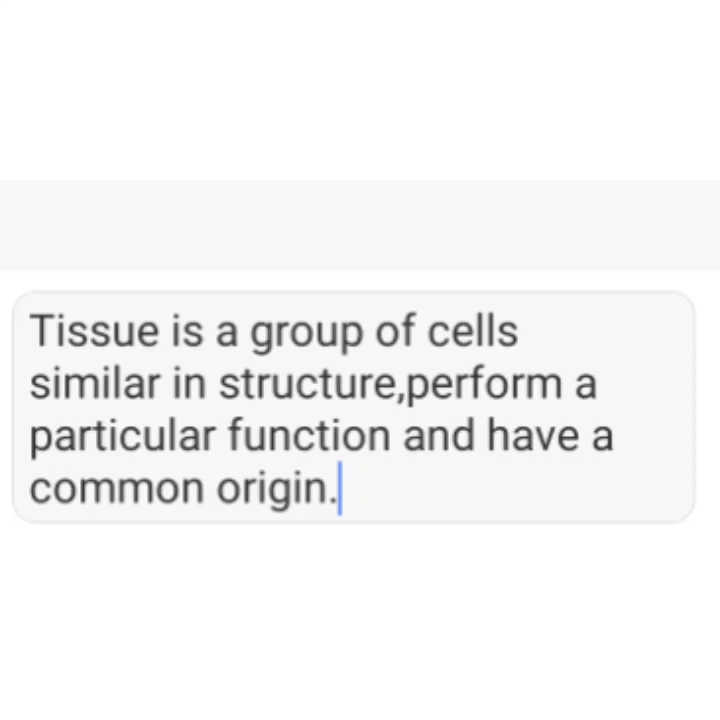 Tissue is a group of cells
similar in structure,perform a
particular function and have a
common origin.